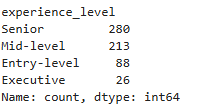 experience_level
Senior         280
Mid-level      213
Entry-level     88
Executive       26
Name: count, dtype: int64